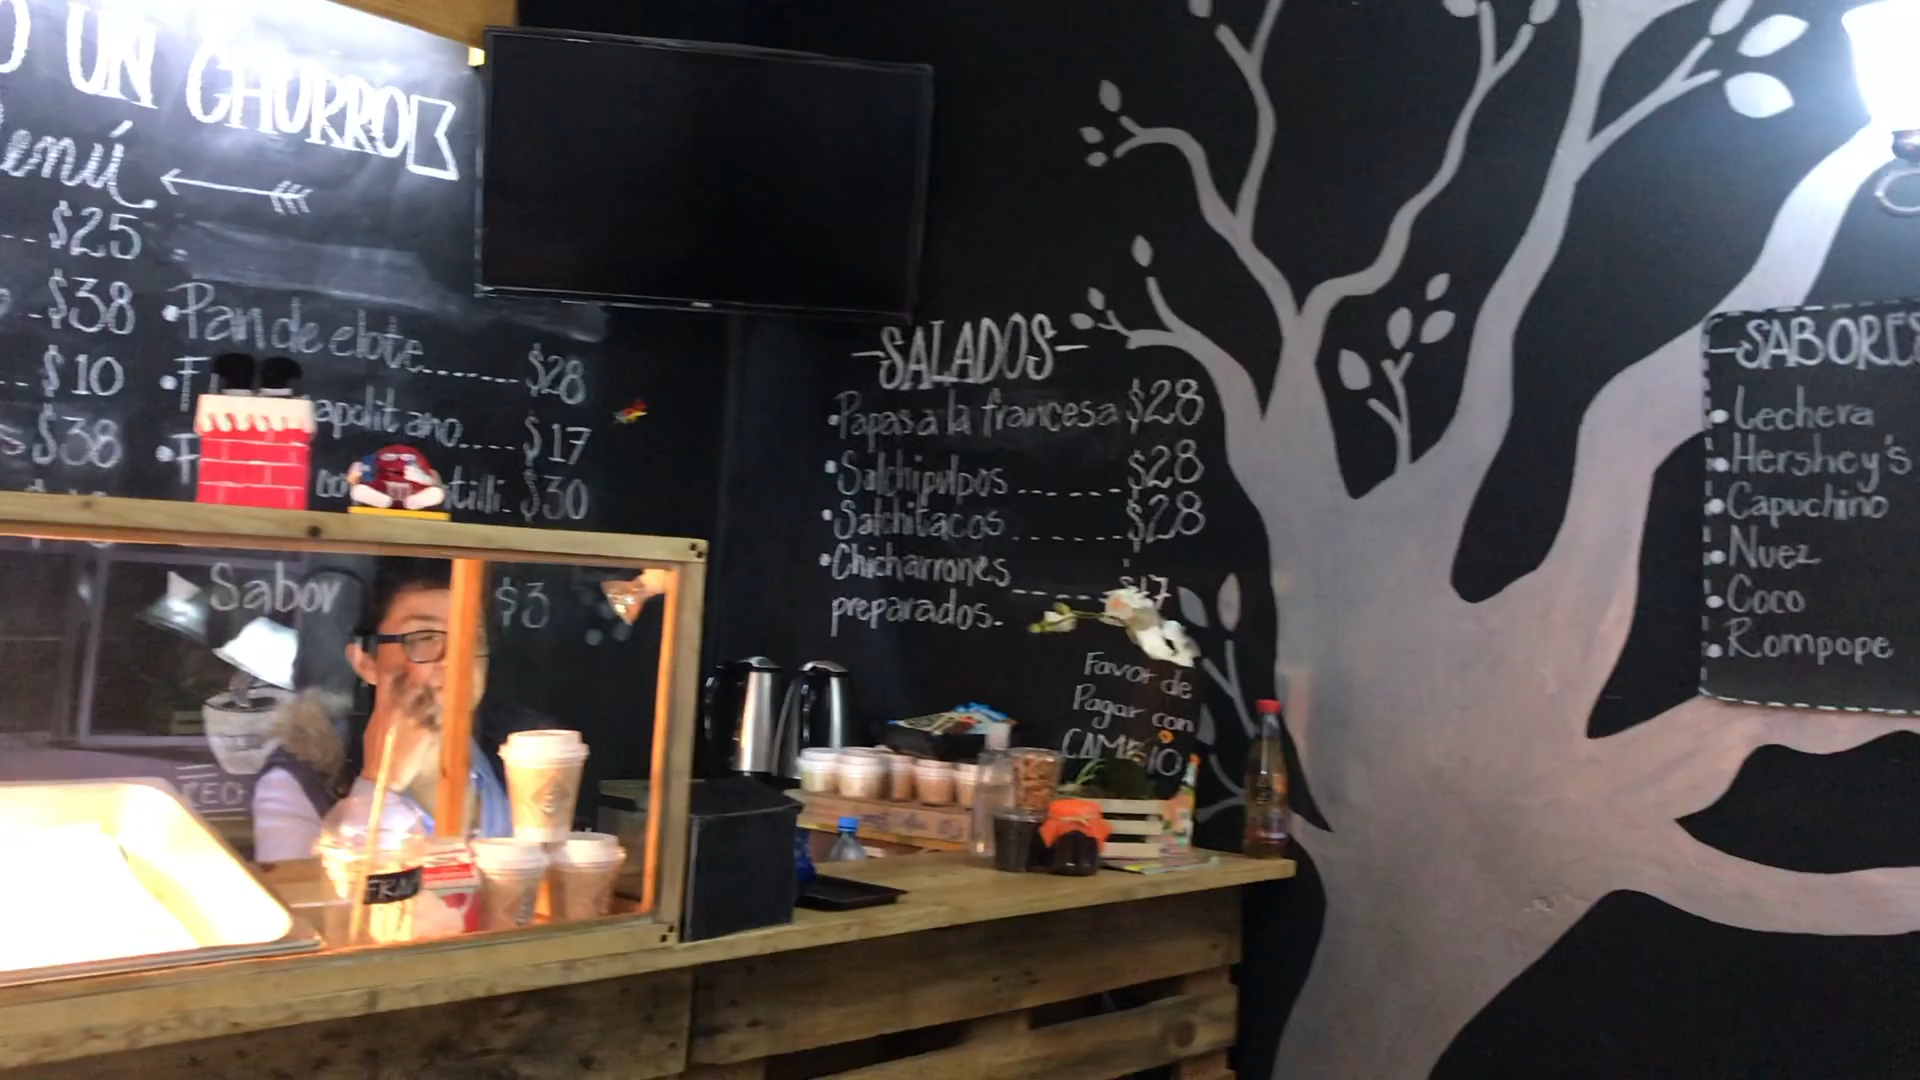 UN CHURRO
Menú
$25
$38
$10
$38
•Pan de elote....... $28
apolitano.... $17
$30
Sabor $3
-SALADOS-
•Papas a la francesa $28
•Salchipulpos ------ $28
•Salchitacos ------ $28
•Chicharrones
preparados. ---- $17
Favor de
Pagar con
CAMBIO
FRAP
-SABORES
•Lechera
•Hershey's
•Capuchino
•Nuez
•Coco
•Rompope